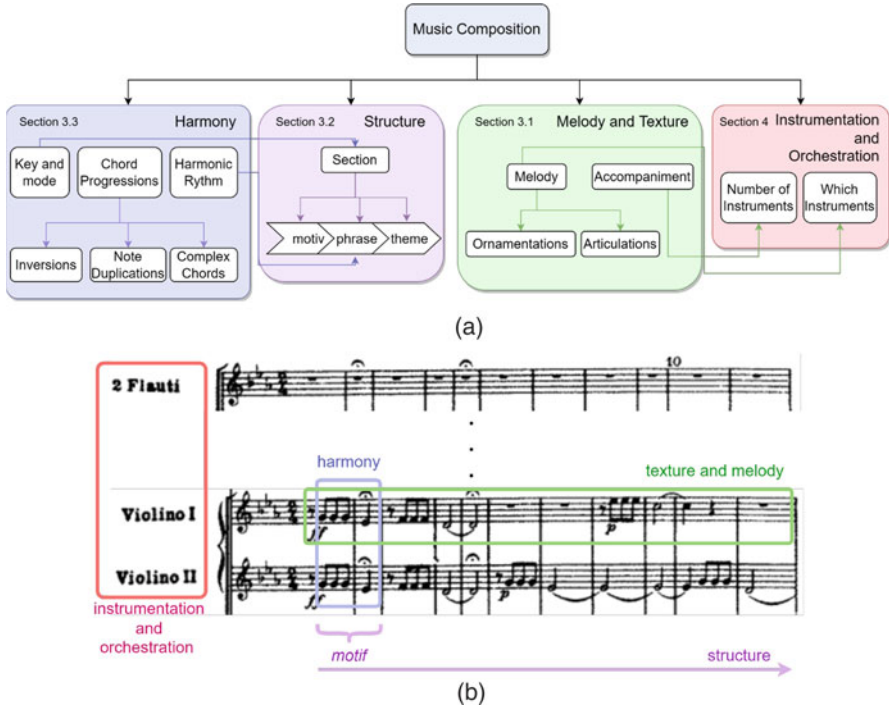 Music Composition
Section 3.3
Harmony
Key and
mode
Chord
Progressions
Harmonic
Rythm
Inversions
Note
Duplications
Complex
Chords
Section 3.2
Structure
Section
motiv
phrase
theme
Section 3.1
Melody and Texture
Melody
Accompaniment
Ornamentations
Articulations
Section 4
Instrumentation
and
Orchestration
Number of
Instruments
Which
Instruments
(a)
2 Flauti
10
harmony
texture and melody
Violino I
ff
p
Violino II
ff
p
instrumentation
and
orchestration
motif
structure
(b)